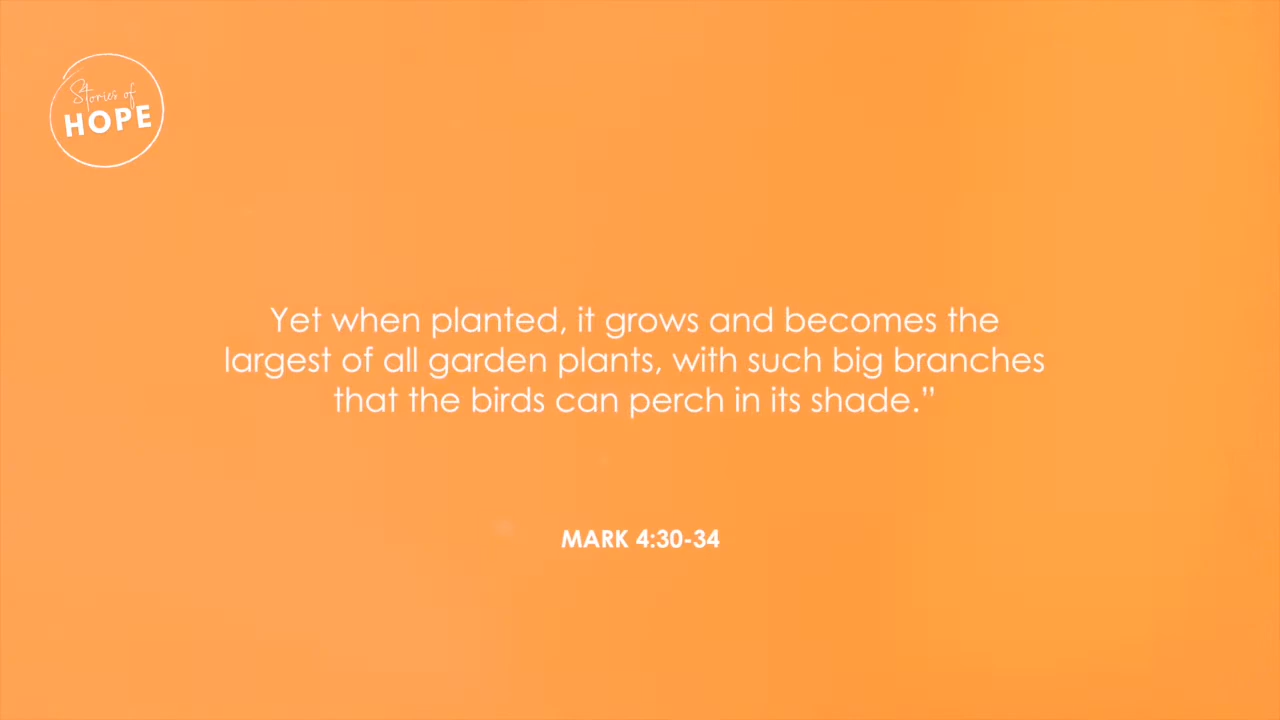 Stories of
HOPE
Yet when planted, it grows and becomes the
largest of all garden plants, with such big branches
that the birds can perch in its shade.”
MARK 4:30-34